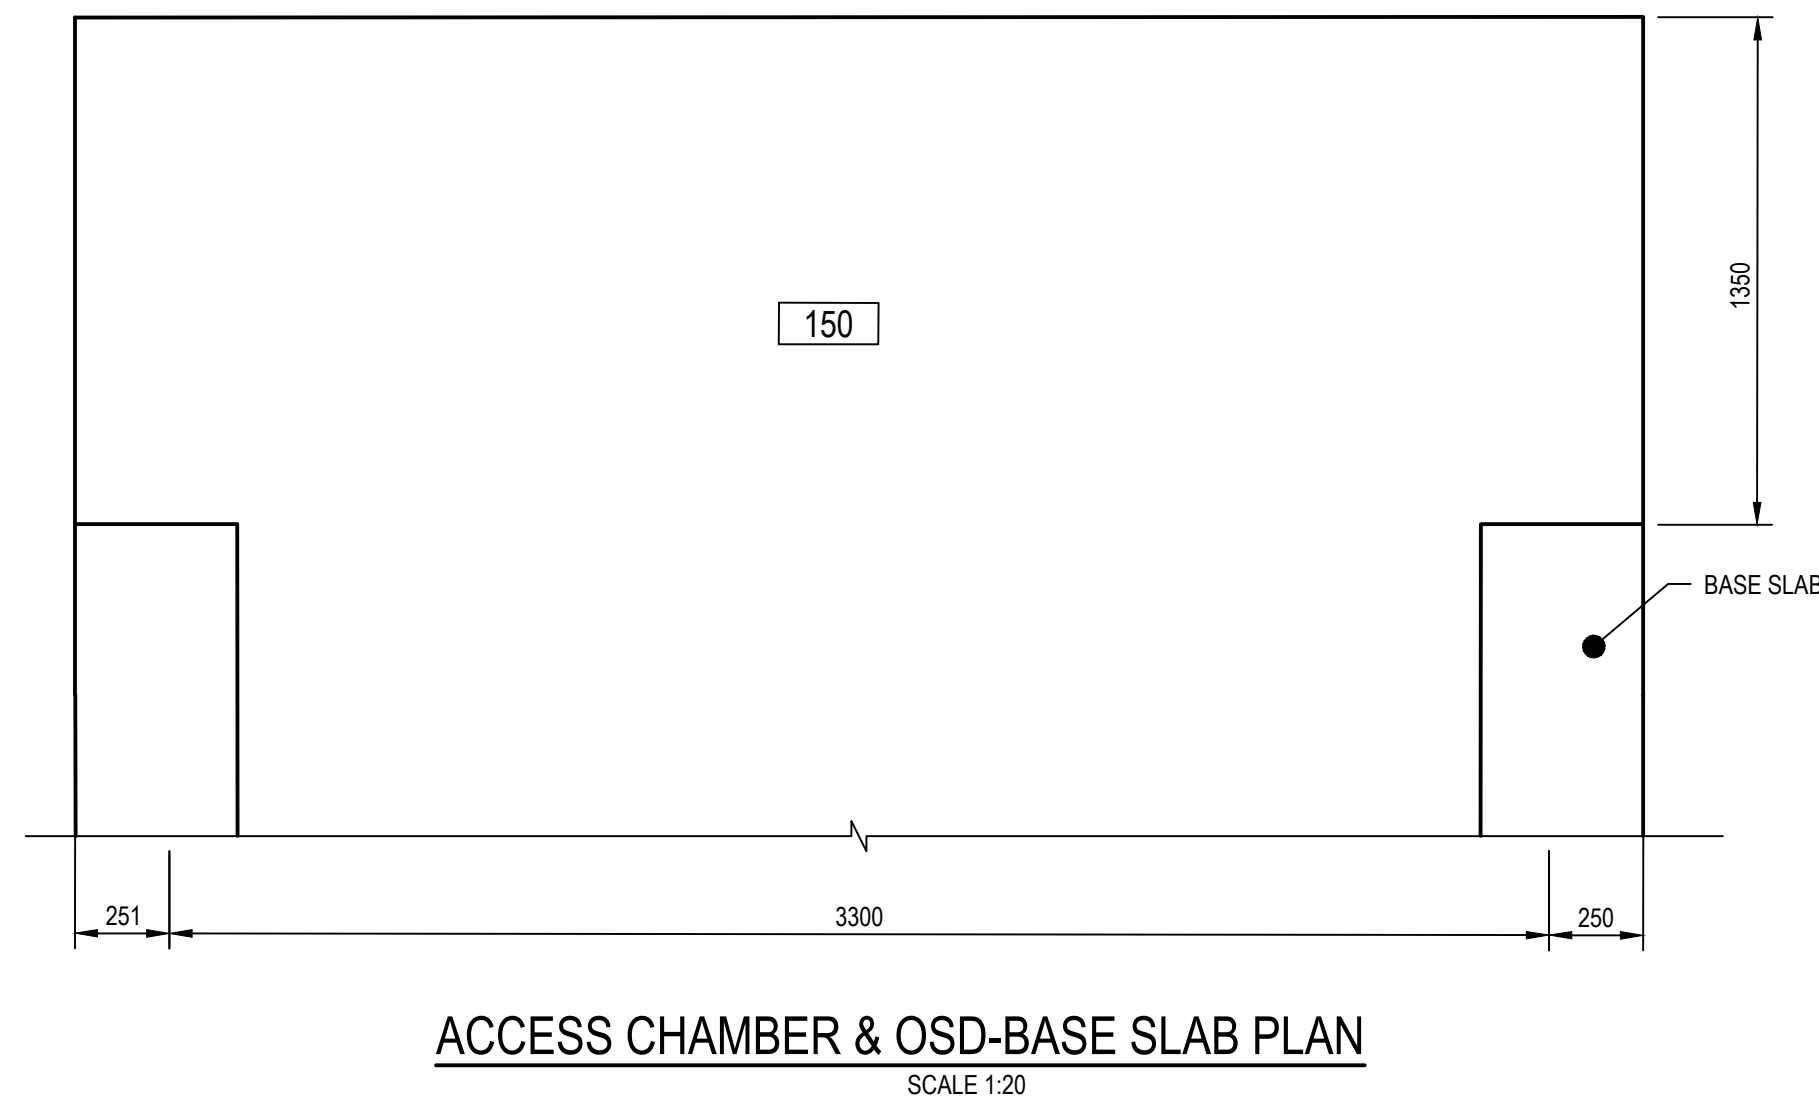 150
1350
BASE SLAB
251
3300
250
ACCESS CHAMBER & OSD-BASE SLAB PLAN
SCALE 1:20